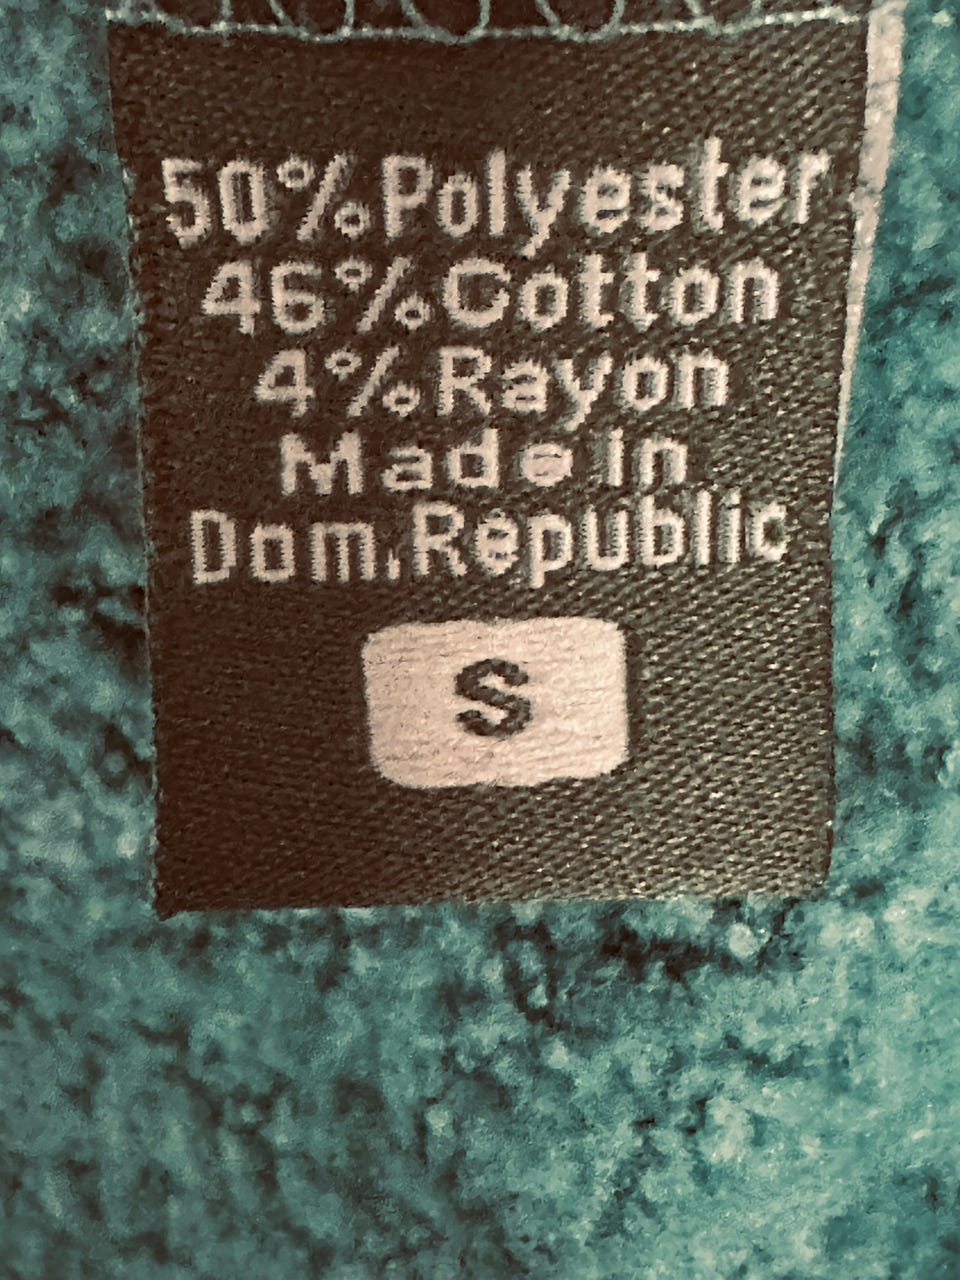 50% Polyester
46% Cotton
4% Rayon
Made in
Dom. Republic
S